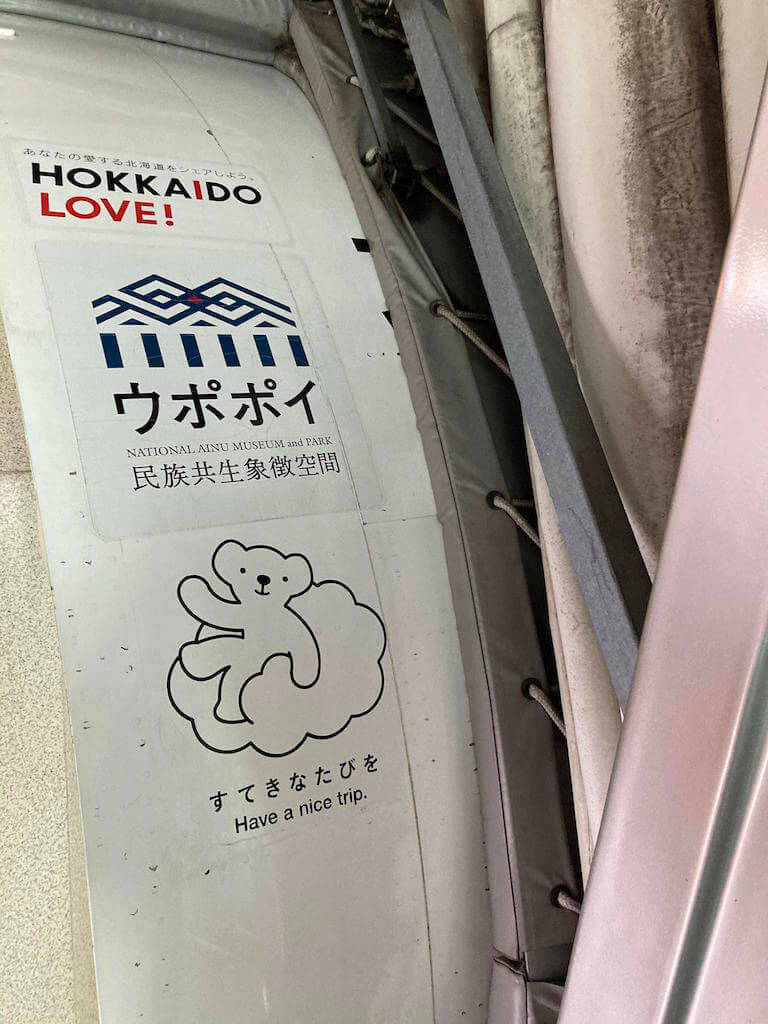 あなたの愛する北海道をシェアしよう。
HOKKAIDO
LOVE!
ウポポイ
NATIONAL AINU MUSEUM and PARK
民族共生象徴空間
すてきなたびを
Have a nice trip.